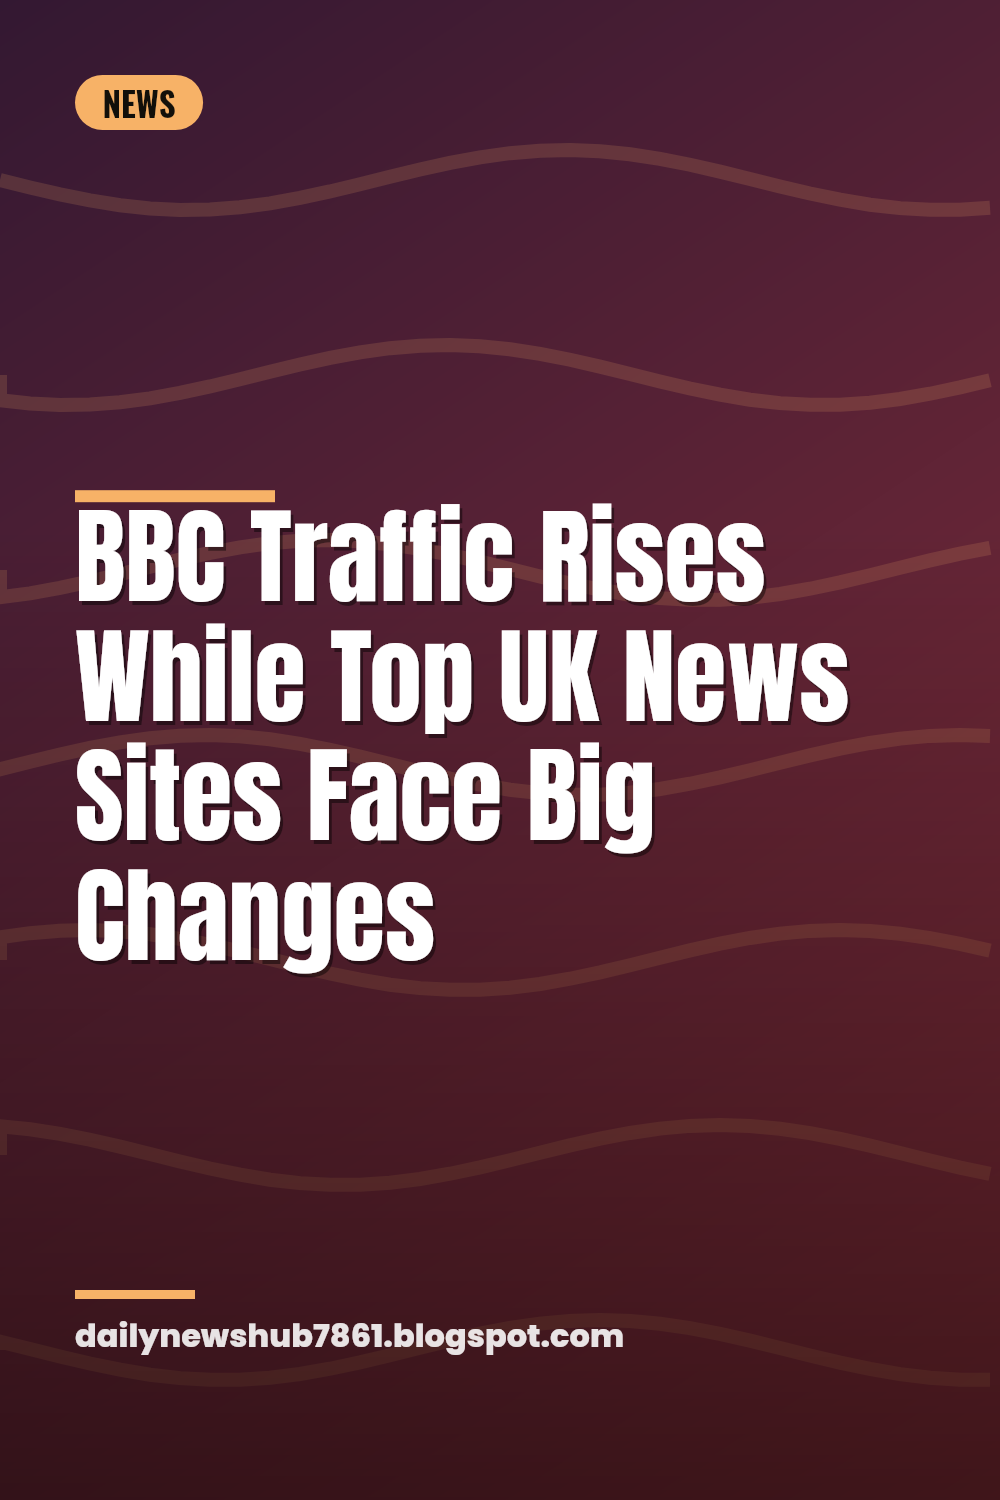 NEWS
BBC Traffic Rises
While Top UK News
Sites Face Big
Changes
dailynewshub7861.blogspot.com